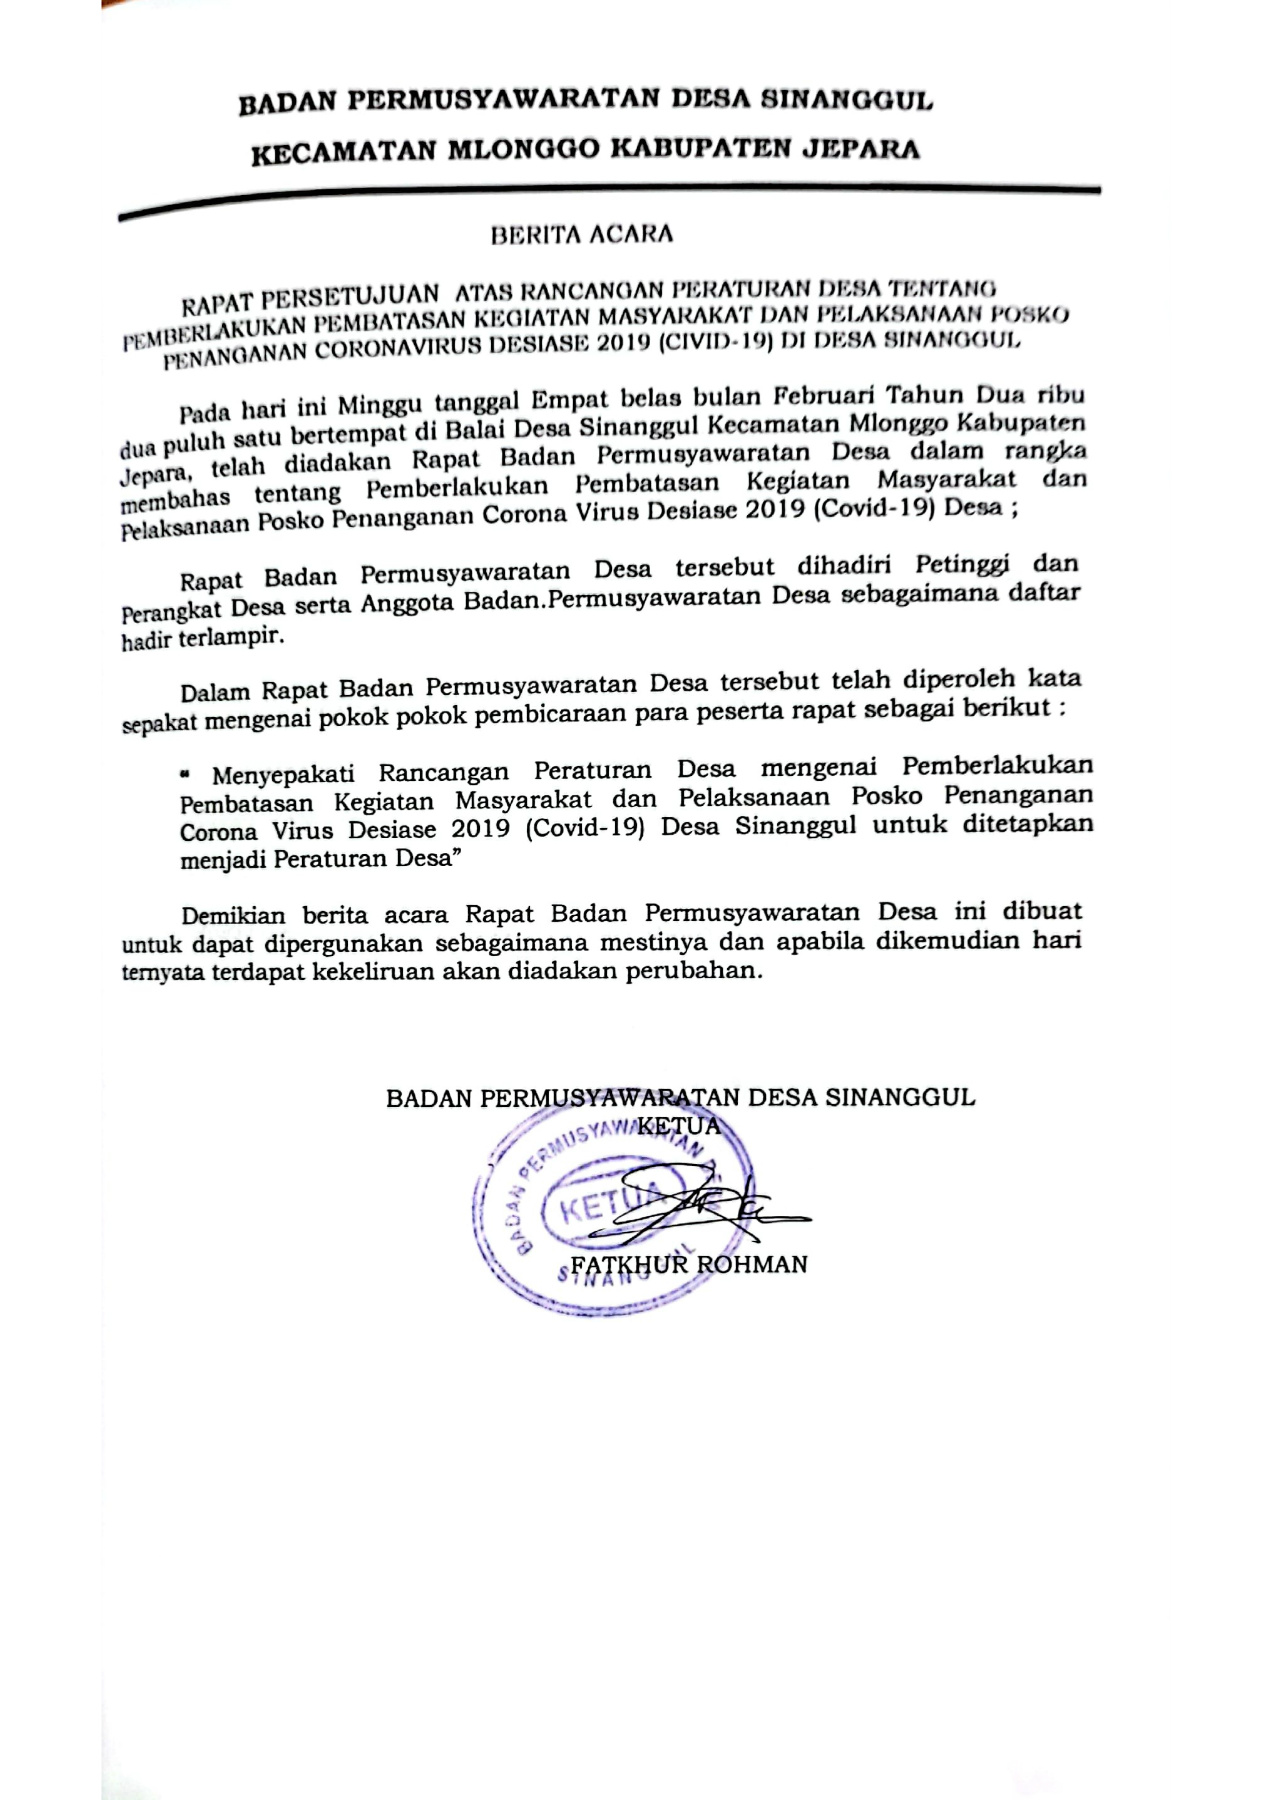 BADAN PERMUSYAWARATAN DESA SINANGGUL
KECAMATAN MLONGGO KABUPATEN JEPARA
BERITA ACARA
RAPAT PERSETUJUAN ATAS RANCANGAN PERATURAN DESA TENTANG
PEMBERLAKUKAN PEMBATASAN KEGIATAN MASYARAKAT DAN PELAKSANAAN POSKO
PENANGANAN CORONAVIRUS DESIASE 2019 (CIVID-19) DI DESA SINANGGUL
Pada hari ini Minggu tanggal Empat belas bulan Februari Tahun Dua ribu
dua puluh satu bertempat di Balai Desa Sinanggul Kecamatan Mlonggo Kabupaten
Jepara, telah diadakan Rapat Badan Permusyawaratan Desa dalam rangka
membahas tentang Pemberlakukan Pembatasan Kegiatan Masyarakat dan
Pelaksanaan Posko Penanganan Corona Virus Desiase 2019 (Covid-19) Desa ;
Rapat Badan Permusyawaratan Desa tersebut dihadiri Petinggi dan
Perangkat Desa serta Anggota Badan.Permusyawaratan Desa sebagaimana daftar
hadir terlampir.
Dalam Rapat Badan Permusyawaratan Desa tersebut telah diperoleh kata
sepakat mengenai pokok pokok pembicaraan para peserta rapat sebagai berikut :
“ Menyepakati Rancangan Peraturan Desa mengenai Pemberlakukan
Pembatasan Kegiatan Masyarakat dan Pelaksanaan Posko Penanganan
Corona Virus Desiase 2019 (Covid-19) Desa Sinanggul untuk ditetapkan
menjadi Peraturan Desa”
Demikian berita acara Rapat Badan Permusyawaratan Desa ini dibuat
untuk dapat dipergunakan sebagaimana mestinya dan apabila dikemudian hari
ternyata terdapat kekeliruan akan diadakan perubahan.
BADAN PERMUSYAWARATAN DESA SINANGGUL
KETUA
BADAN PERMUSYAWARATAN DESA
KETUA
SINANGGUL
FATKHUR ROHMAN